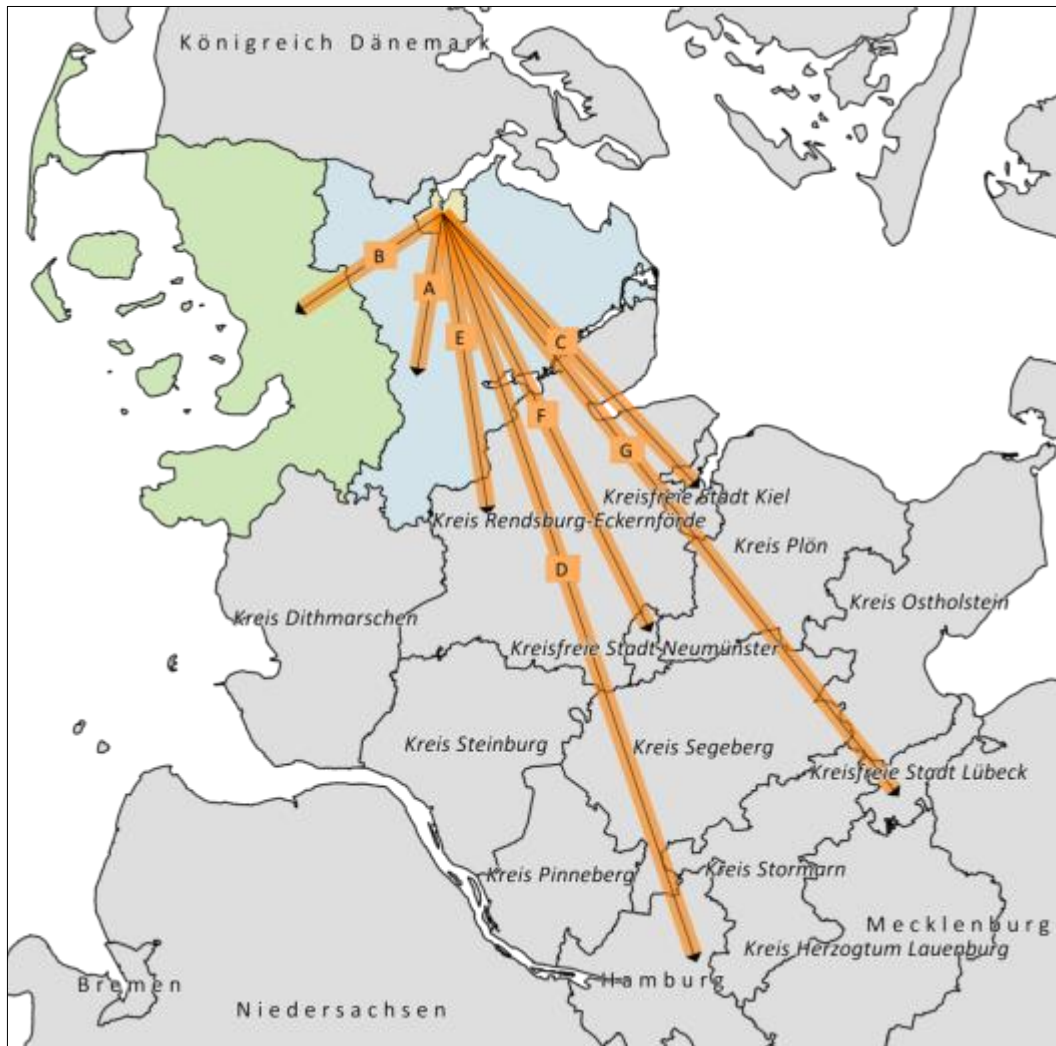 Königreich Dänemark
B
A
E
C
F
G
Kreisfreie Stadt Kiel
Kreis Rendsburg-Eckernförde
Kreis Plön
D
Kreis Ostholstein
Kreis Dithmarschen
Kreisfreie Stadt Neumünster
Kreis Steinburg
Kreis Segeberg
Kreisfreie Stadt Lübeck
Kreis Pinneberg
Kreis Stormarn
Mecklenburg
Kreis Herzogtum Lauenburg
Bremen
Hamburg
Niedersachsen